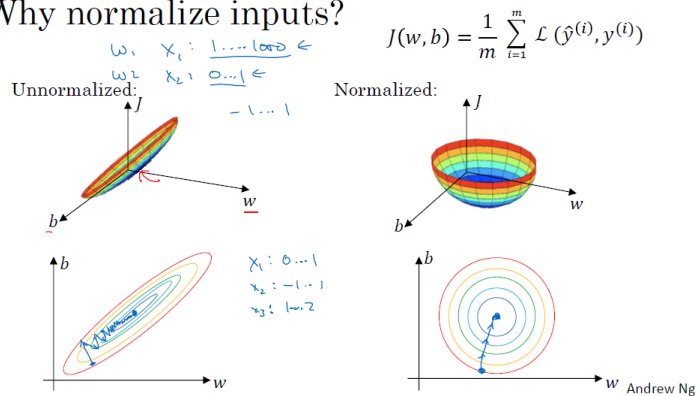 Why normalize inputs?
J(w, b) = 1/m ∑_{i=1}^{m} ℒ(ŷ^{(i)}, y^{(i)})
w₁ x₁: 1....1000 ←
w2 x₂: 0...1 ←
-1...1
Unnormalized:
Normalized:
J
w
b
J
w
b
b
w
x₁: 0...1
x₂: -1...1
x₃: 1...2
b
w
Andrew Ng